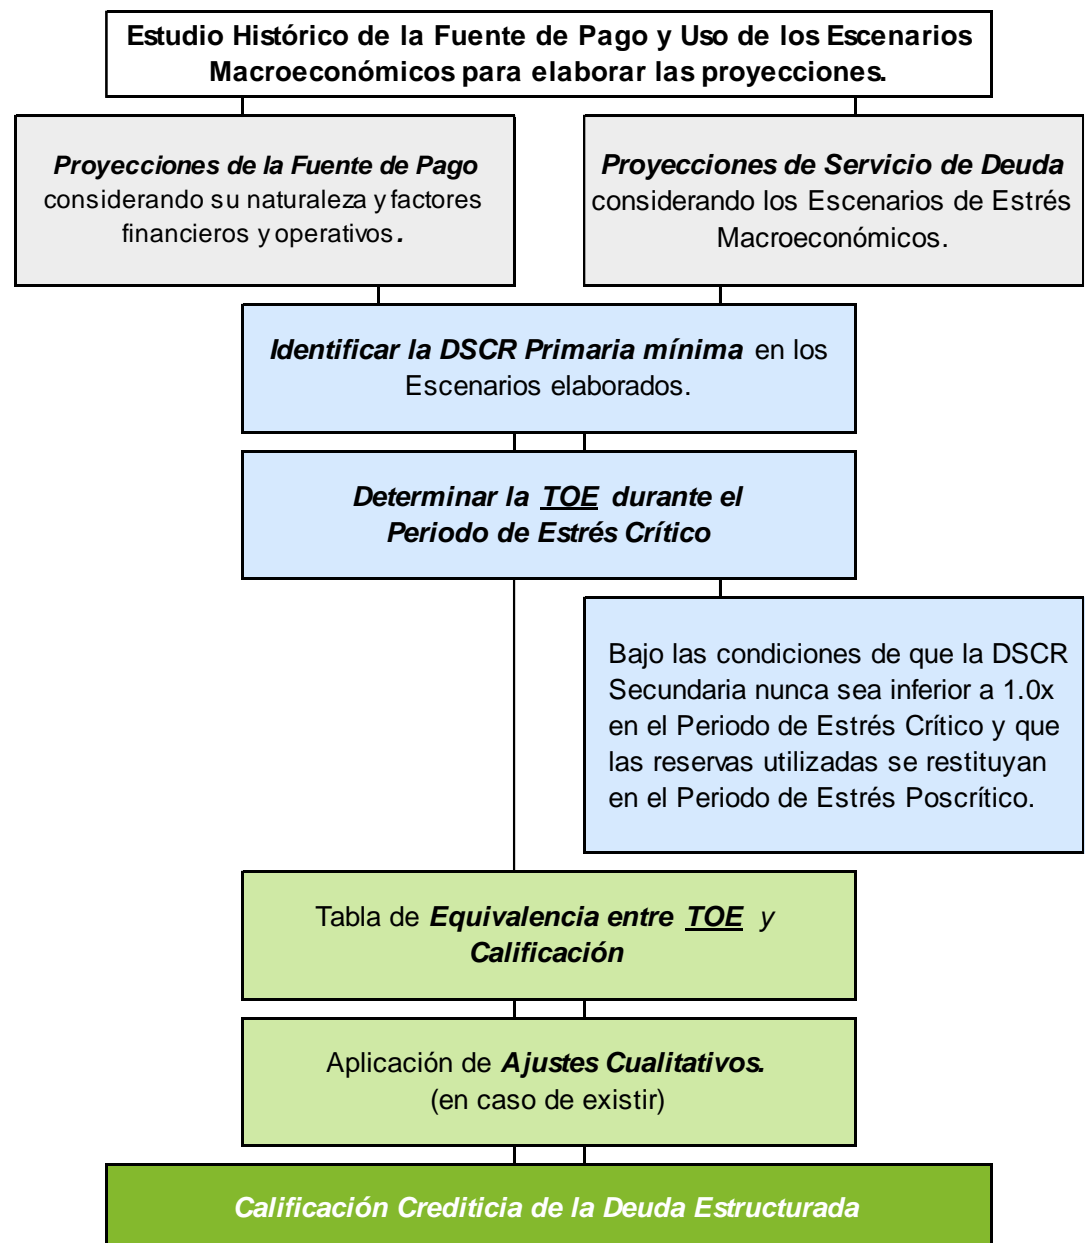 Estudio Histórico de la Fuente de Pago y Uso de los Escenarios
Macroeconómicos para elaborar las proyecciones.
Proyecciones de la Fuente de Pago
considerando su naturaleza y factores
financieros y operativos.
Proyecciones de Servicio de Deuda
considerando los Escenarios de Estrés
Macroeconómicos.
Identificar la DSCR Primaria mínima en los
Escenarios elaborados.
Determinar la TOE durante el
Periodo de Estrés Crítico
Bajo las condiciones de que la DSCR
Secundaria nunca sea inferior a 1.0x
en el Periodo de Estrés Crítico y que
las reservas utilizadas se restituyan
en el Periodo de Estrés Poscrítico.
Tabla de Equivalencia entre TOE y
Calificación
Aplicación de Ajustes Cualitativos.
(en caso de existir)
Calificación Crediticia de la Deuda Estructurada